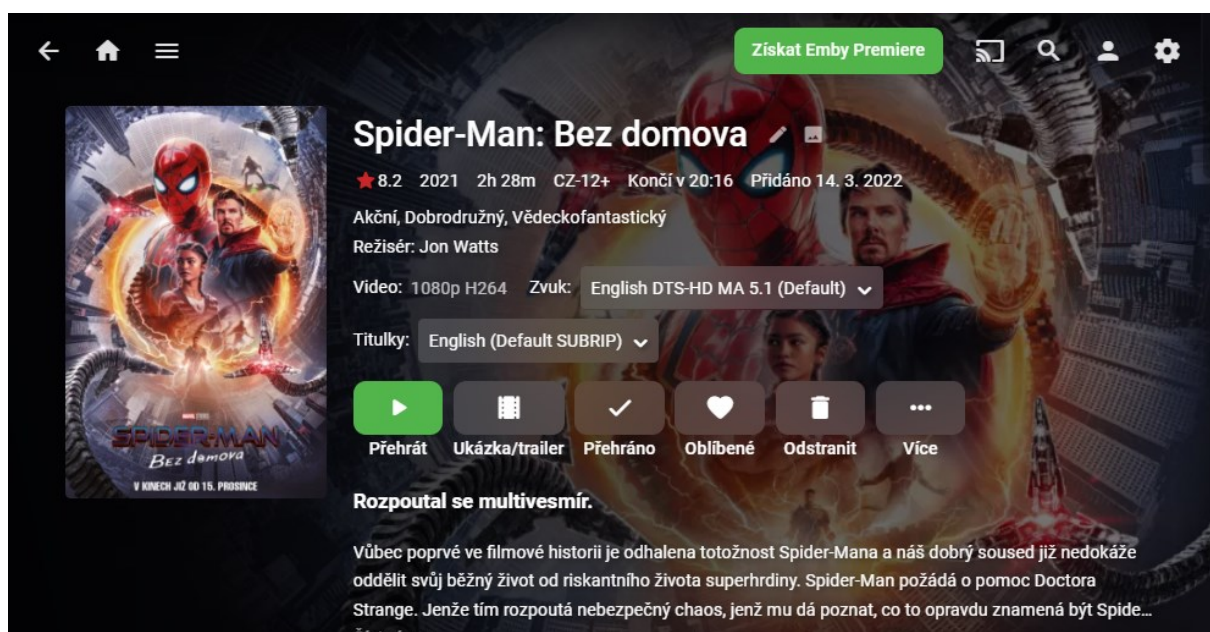 Získat Emby Premiere
Spider-Man: Bez domova
8.2 2021 2h 28m CZ-12+ Končí v 20:16 Přidáno 14. 3. 2022
Akční, Dobrodružný, Vědeckofantastický
Režisér: Jon Watts
Video: 1080p H264 Zvuk: English DTS-HD MA 5.1 (Default)
Titulky: English (Default SUBRIP)
Přehrát Ukázka/trailer Přehráno Oblíbené Odstranit Více
SPIDER-MAN
Bez domova
V KINECH JIŽ OD 15. PROSINCE
Rozpoutal se multivesmír.
Vůbec poprvé ve filmové historii je odhalena totožnost Spider-Mana a náš dobrý soused již nedokáže
oddělit svůj běžný život od riskantního života superhrdiny. Spider-Man požádá o pomoc Doctora
Strange. Jenže tím rozpoutá nebezpečný chaos, jenž mu dá poznat, co to opravdu znamená být Spide...